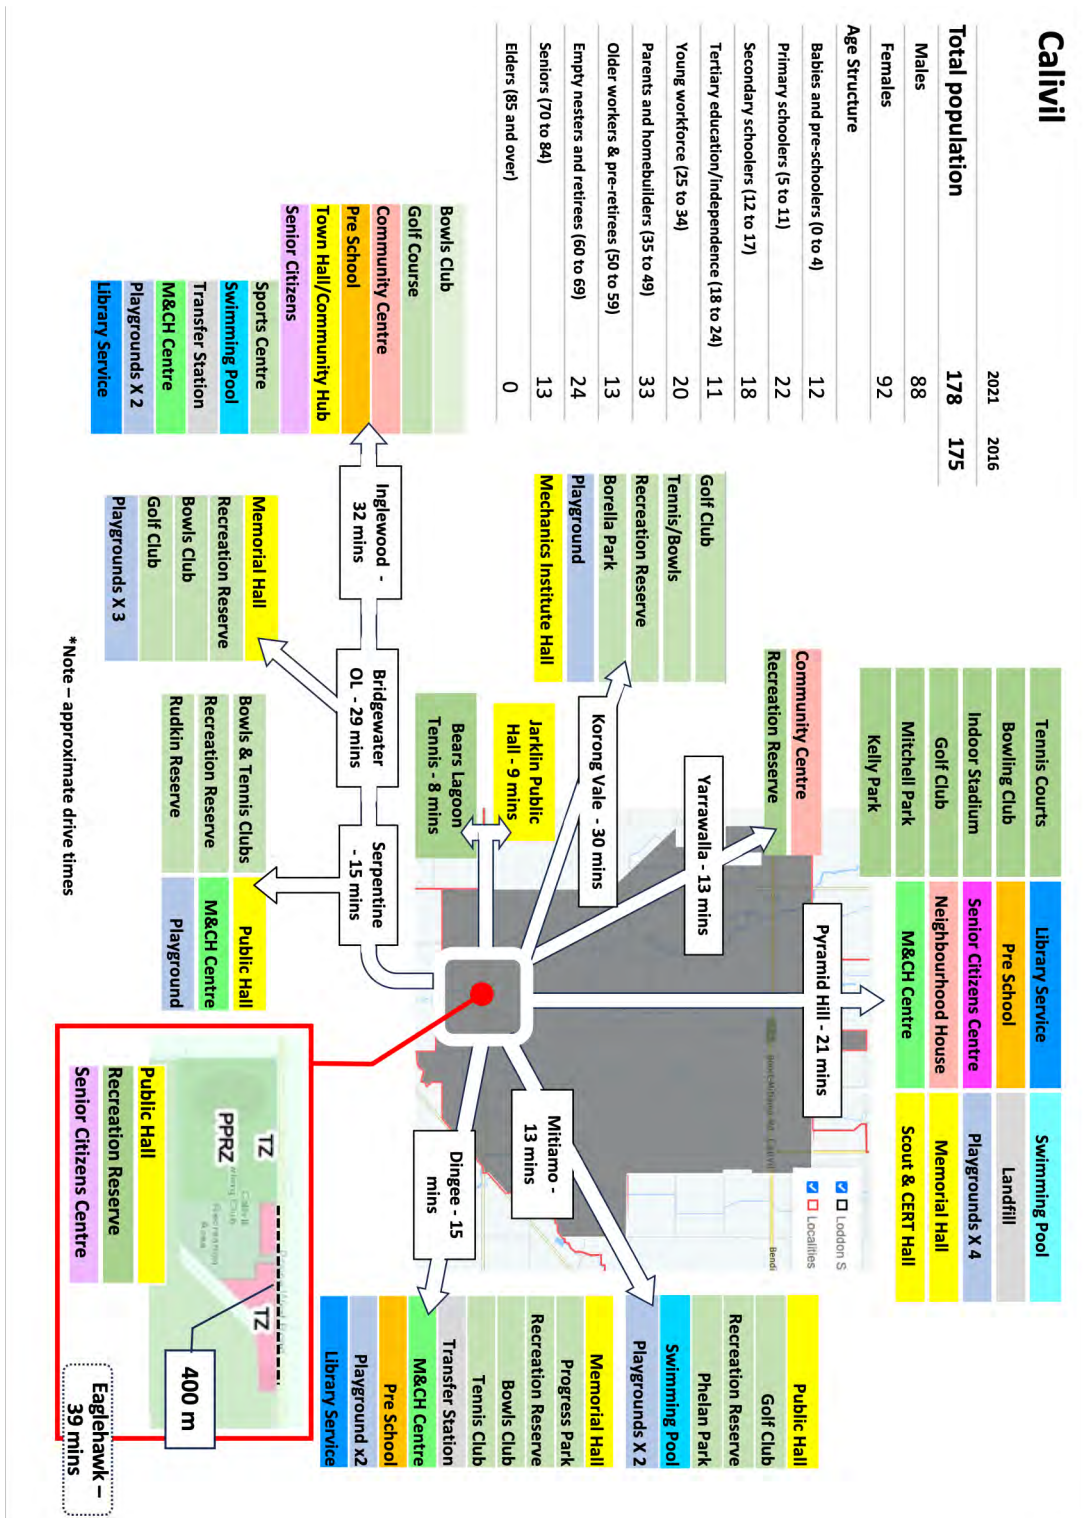 Calivil
2021 2016
Total population 178 175
Males 88
Females 92
Age Structure
Babies and pre-schoolers (0 to 4) 12
Primary schoolers (5 to 11) 22
Secondary schoolers (12 to 17) 18
Tertiary education/independence (18 to 24) 11
Young workforce (25 to 34) 20
Parents and homebuilders (35 to 49) 33
Older workers & pre-retirees (50 to 59) 13
Empty nesters and retirees (60 to 69) 24
Seniors (70 to 84) 13
Elders (85 and over) 0
Tennis Courts
Bowling Club
Indoor Stadium
Golf Club
Mitchell Park
Kelly Park
Library Service
Pre School
Senior Citizens Centre
Neighbourhood House
M&CH Centre
Swimming Pool
Landfill
Playgrounds X 4
Memorial Hall
Scout & CERT Hall
Pyramid Hill - 21 mins
Community Centre
Recreation Reserve
Yarrawalla - 13 mins
Golf Club
Tennis/Bowls
Recreation Reserve
Borella Park
Playground
Mechanics Institute Hall
Korong Vale - 30 mins
Jarklin Public
Hall - 9 mins
Bears Lagoon
Tennis - 8 mins
Loddon S
Localities
Bendi
Public Hall
Golf Club
Recreation Reserve
Phelan Park
Swimming Pool
Playgrounds X 2
Mitiamo -
13 mins
Memorial Hall
Progress Park
Recreation Reserve
Bowls Club
Tennis Club
Transfer Station
M&CH Centre
Pre School
Playground x2
Library Service
Dingee - 15
mins
Bowls Club
Golf Course
Community Centre
Pre School
Town Hall/Community Hub
Senior Citizens
Sports Centre
Swimming Pool
Transfer Station
M&CH Centre
Playgrounds X 2
Library Service
Inglewood -
32 mins
Bridgewater
OL - 29 mins
Serpentine
- 15 mins
Memorial Hall
Recreation Reserve
Bowls Club
Golf Club
Playgrounds X 3
Bowls & Tennis Clubs
Recreation Reserve
Rudkin Reserve
Public Hall
M&CH Centre
Playground
*Note – approximate drive times
Public Hall
Recreation Reserve
Senior Citizens Centre
TZ
PPRZ
Calivil
Recreation
TZ
400 m
Eaglehawk –
39 mins